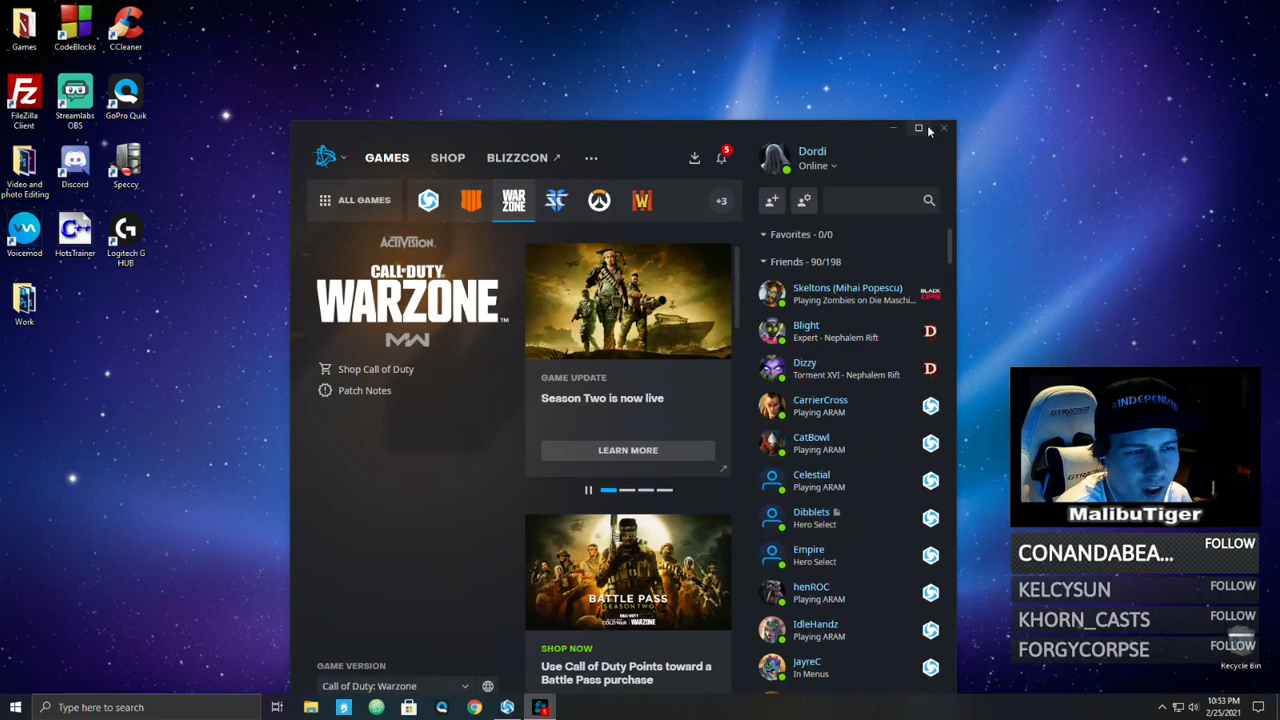 Games
CodeBlocks
CCleaner
FileZilla
Client
Streamlabs
OBS
GoPro Quik
Video and
photo Editing
Discord
Speccy
Voicemod
HotsTrainer
Logitech G
HUB
Work
GAMES
SHOP
BLIZZCON
5
Dordi
Online
ALL GAMES
WAR
ZONE
+3
Favorites - 0/0
Friends - 90/198
ACTIVISION
CALL OF DUTY
WARZONE
MW
Shop Call of Duty
Patch Notes
GAME UPDATE
Season Two is now live
LEARN MORE
BATTLE PASS
SEASON TWO
WARZONE
SHOP NOW
Use Call of Duty Points toward a
Battle Pass purchase
GAME VERSION
Call of Duty: Warzone
Skeltons (Mihai Popescu)
Playing Zombies on Die Maschi...
BLACK OPS
Blight
Expert - Nephalem Rift
Dizzy
Torment XVI - Nephalem Rift
CarrierCross
Playing ARAM
CatBowl
Playing ARAM
Celestial
Playing ARAM
Dibblets
Hero Select
Empire
Hero Select
henROC
Playing ARAM
IdleHandz
Playing ARAM
JayreC
In Menus
GTRACING
@INDEPEND
MalibuTiger
CONANDABEA... FOLLOW
KELCYSUN FOLLOW
KHORN_CASTS FOLLOW
FORGYCORPSE FOLLOW
Recycle Bin
Type here to search
10:53 PM
2/25/2021